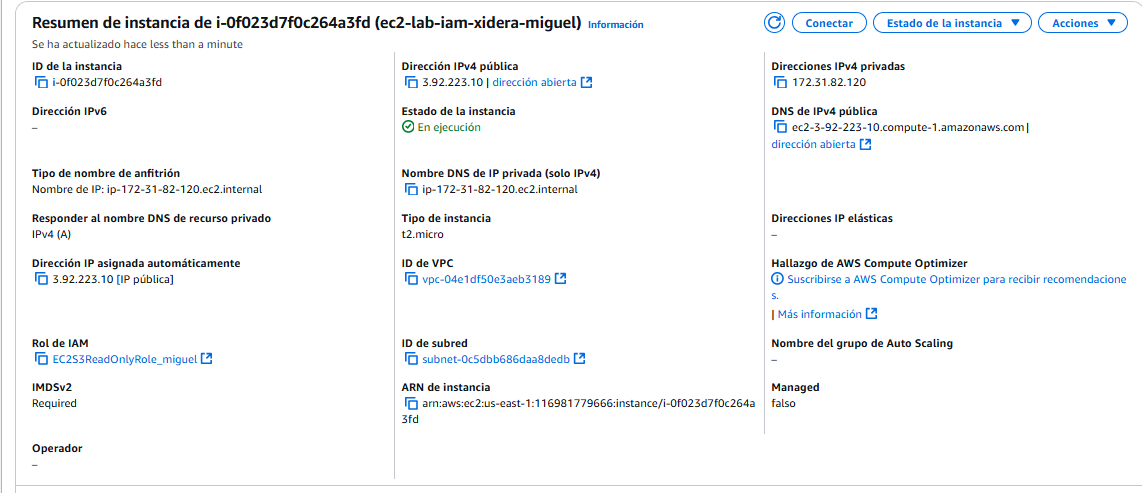 Resumen de instancia de i-0f023d7f0c264a3fd (ec2-lab-iam-xidera-miguel) Información
Conectar
Estado de la instancia
Acciones
Se ha actualizado hace less than a minute
ID de la instancia
i-0f023d7f0c264a3fd
Dirección IPv4 pública
3.92.223.10 | dirección abierta
Direcciones IPv4 privadas
172.31.82.120
Dirección IPv6
–
Estado de la instancia
En ejecución
DNS de IPv4 pública
ec2-3-92-223-10.compute-1.amazonaws.com |
dirección abierta
Tipo de nombre de anfitrión
Nombre de IP: ip-172-31-82-120.ec2.internal
Nombre DNS de IP privada (solo IPv4)
ip-172-31-82-120.ec2.internal
Responder al nombre DNS de recurso privado
IPv4 (A)
Tipo de instancia
t2.micro
Direcciones IP elásticas
–
Dirección IP asignada automáticamente
3.92.223.10 [IP pública]
ID de VPC
vpc-04e1df50e3aeb3189
Hallazgo de AWS Compute Optimizer
Suscribirse a AWS Compute Optimizer para recibir recomendacione
s.
| Más información
Rol de IAM
EC2S3ReadOnlyRole_miguel
ID de subred
subnet-0c5dbb686daa8dedb
Nombre del grupo de Auto Scaling
–
IMDSv2
Required
ARN de instancia
arn:aws:ec2:us-east-1:116981779666:instance/i-0f023d7f0c264a
3fd
Managed
falso
Operador
–